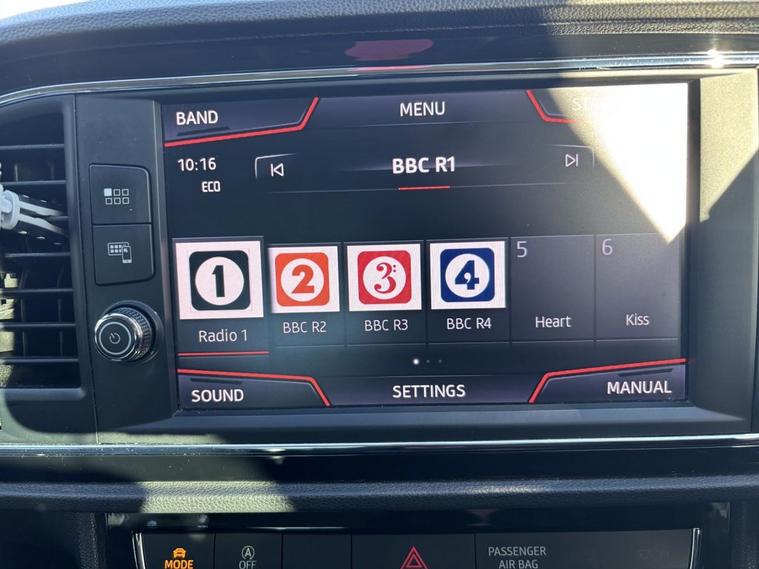 BAND
MENU
10:16
ECO
BBC R1
1
2
3:
4
5
6
Radio 1
BBC R2
BBC R3
BBC R4
Heart
Kiss
SOUND
SETTINGS
MANUAL
MODE
A
OFF
PASSENGER
AIR BAG